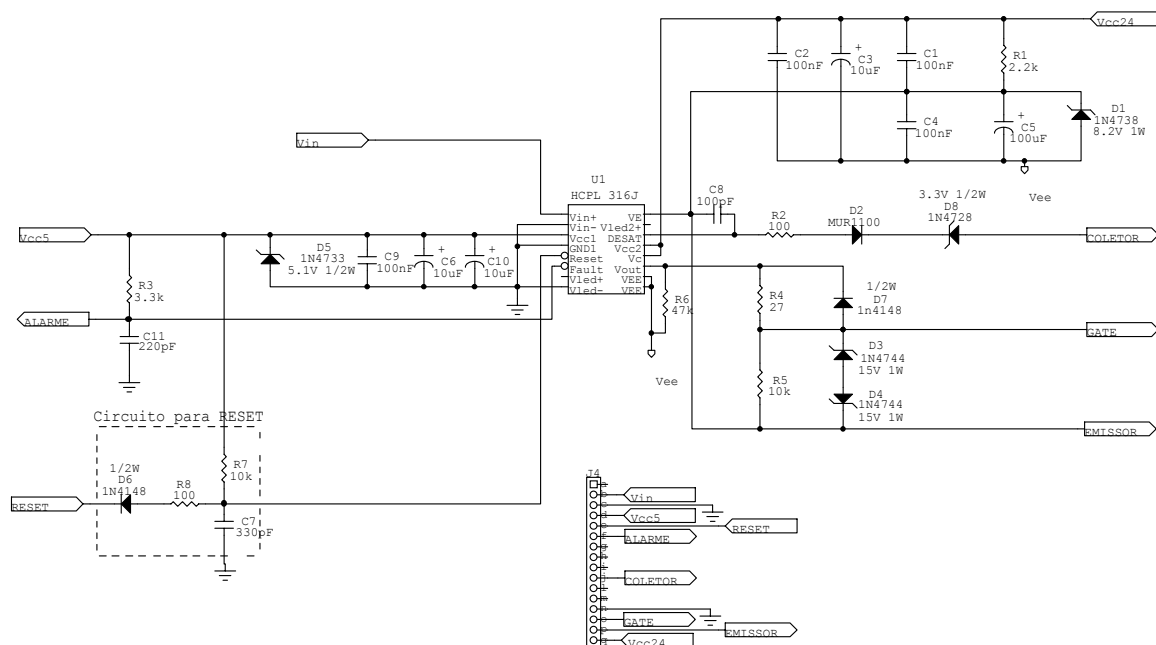 Vcc24
C2
100nF
+
C3
10uF
C1
100nF
R1
2.2k
C4
100nF
+
C5
100uF
D1
1N4738
8.2V 1W
Vee
Vin
U1
HCPL 316J
Vin+
Vin-
Vcc1
GND1
Reset
Fault
Vled+
Vled-
VE
Vled2+
DESAT
Vcc2
Vc
Vout
VEE
VEE
C8
100pF
R2
100
D2
MUR1100
3.3V 1/2W
D8
1N4728
COLETOR
Vcc5
D5
1N4733
5.1V 1/2W
C9
100nF
+
C6
10uF
+
C10
10uF
R3
3.3k
ALARME
C11
220pF
R6
47k
Vee
R4
27
1/2W
D7
1n4148
GATE
D3
1N4744
15V 1W
R5
10k
D4
1N4744
15V 1W
EMISSOR
Circuito para RESET
1/2W
D6
1N4148
R8
100
R7
10k
RESET
C7
330pF
J4
a
b
Vin
c
d
Vcc5
e
RESET
f
ALARME
g
h
i
j
COLETOR
l
m
n
o
GATE
p
EMISSOR
q
Vcc24